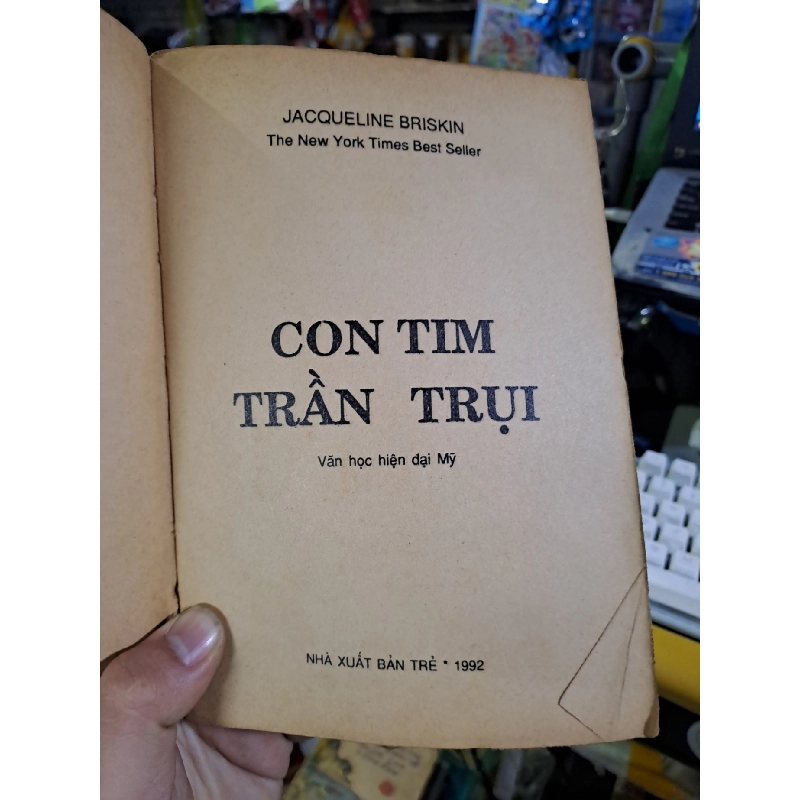 JACQUELINE BRISKIN
The New York Times Best Seller
CON TIM
TRẦN TRỤI
Văn học hiện đại Mỹ
NHÀ XUẤT BẢN TRẺ * 1992